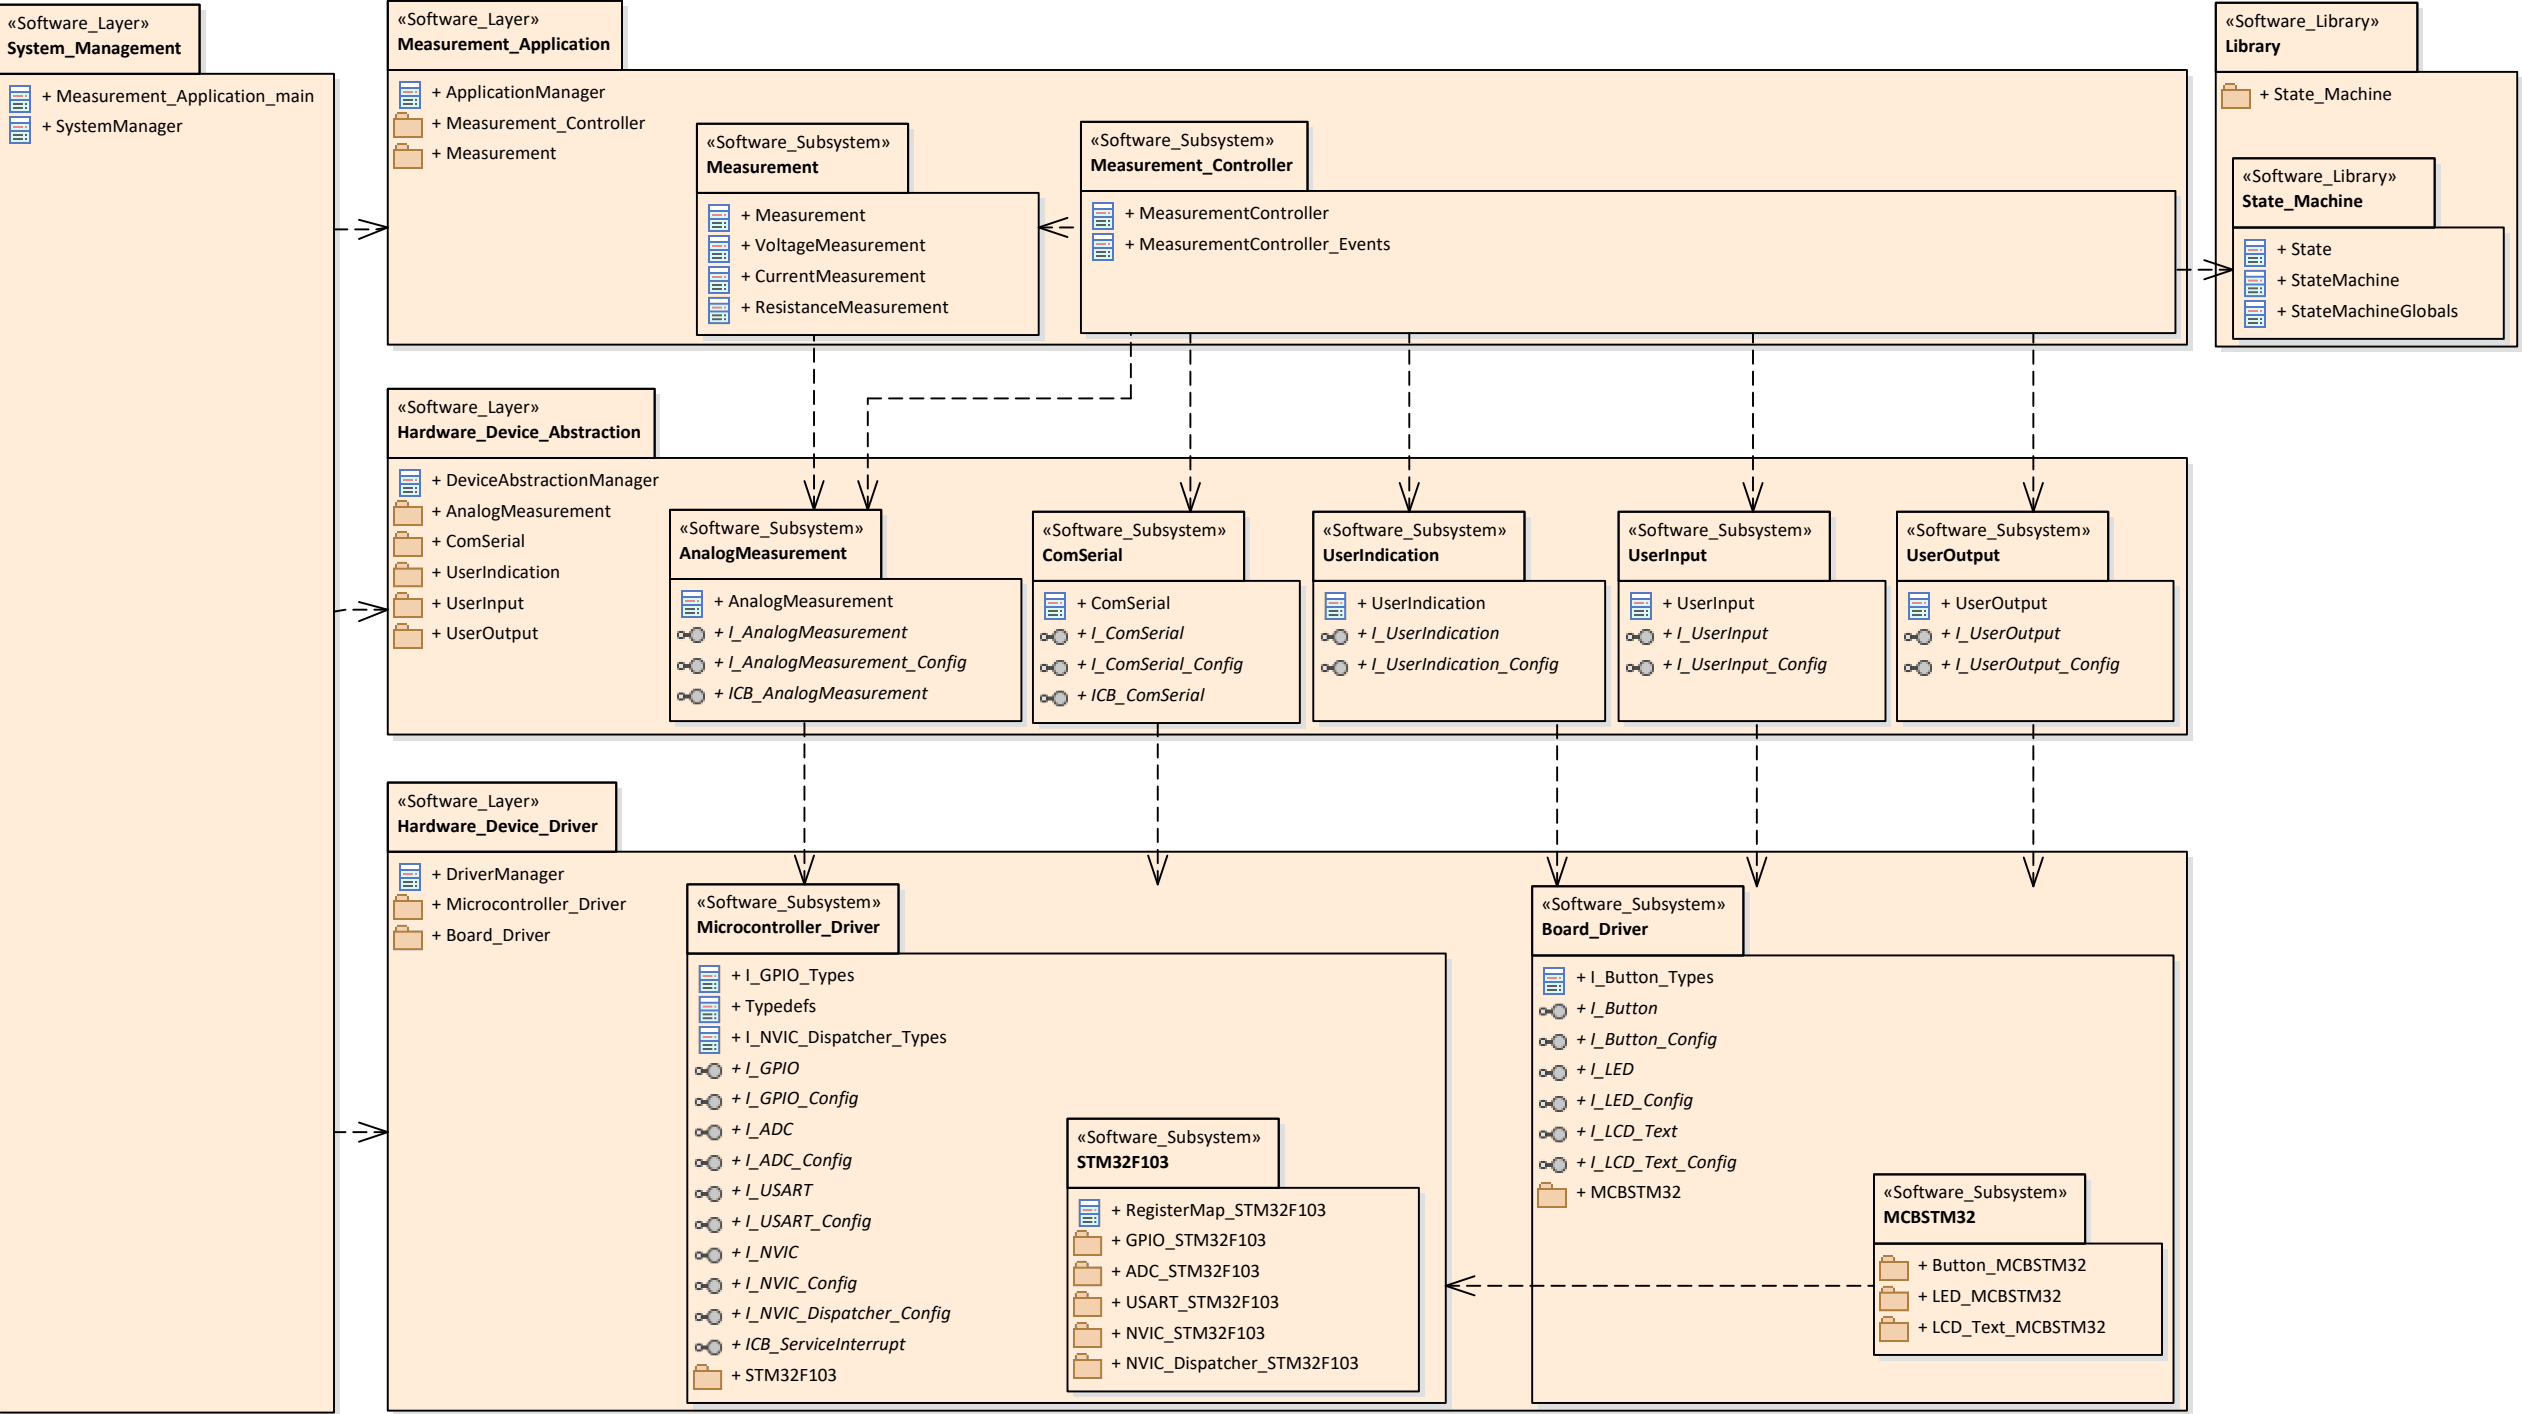 «Software_Layer»
System_Management
+ Measurement_Application_main
+ SystemManager
«Software_Layer»
Measurement_Application
+ ApplicationManager
+ Measurement_Controller
+ Measurement
«Software_Subsystem»
Measurement
+ Measurement
+ VoltageMeasurement
+ CurrentMeasurement
+ ResistanceMeasurement
«Software_Subsystem»
Measurement_Controller
+ MeasurementController
+ MeasurementController_Events
«Software_Library»
Library
+ State_Machine
«Software_Library»
State_Machine
+ State
+ StateMachine
+ StateMachineGlobals
«Software_Layer»
Hardware_Device_Abstraction
+ DeviceAbstractionManager
+ AnalogMeasurement
+ ComSerial
+ UserIndication
+ UserInput
+ UserOutput
«Software_Subsystem»
AnalogMeasurement
+ AnalogMeasurement
+ I_AnalogMeasurement
+ I_AnalogMeasurement_Config
+ ICB_AnalogMeasurement
«Software_Subsystem»
ComSerial
+ ComSerial
+ I_ComSerial
+ I_ComSerial_Config
+ ICB_ComSerial
«Software_Subsystem»
UserIndication
+ UserIndication
+ I_UserIndication
+ I_UserIndication_Config
«Software_Subsystem»
UserInput
+ UserInput
+ I_UserInput
+ I_UserInput_Config
«Software_Subsystem»
UserOutput
+ UserOutput
+ I_UserOutput
+ I_UserOutput_Config
«Software_Layer»
Hardware_Device_Driver
+ DriverManager
+ Microcontroller_Driver
+ Board_Driver
«Software_Subsystem»
Microcontroller_Driver
+ I_GPIO_Types
+ Typedefs
+ I_NVIC_Dispatcher_Types
+ I_GPIO
+ I_GPIO_Config
+ I_ADC
+ I_ADC_Config
+ I_USART
+ I_USART_Config
+ I_NVIC
+ I_NVIC_Config
+ I_NVIC_Dispatcher_Config
+ ICB_ServiceInterrupt
+ STM32F103
«Software_Subsystem»
STM32F103
+ RegisterMap_STM32F103
+ GPIO_STM32F103
+ ADC_STM32F103
+ USART_STM32F103
+ NVIC_STM32F103
+ NVIC_Dispatcher_STM32F103
«Software_Subsystem»
Board_Driver
+ I_Button_Types
+ I_Button
+ I_Button_Config
+ I_LED
+ I_LED_Config
+ I_LCD_Text
+ I_LCD_Text_Config
+ MCBSTM32
«Software_Subsystem»
MCBSTM32
+ Button_MCBSTM32
+ LED_MCBSTM32
+ LCD_Text_MCBSTM32